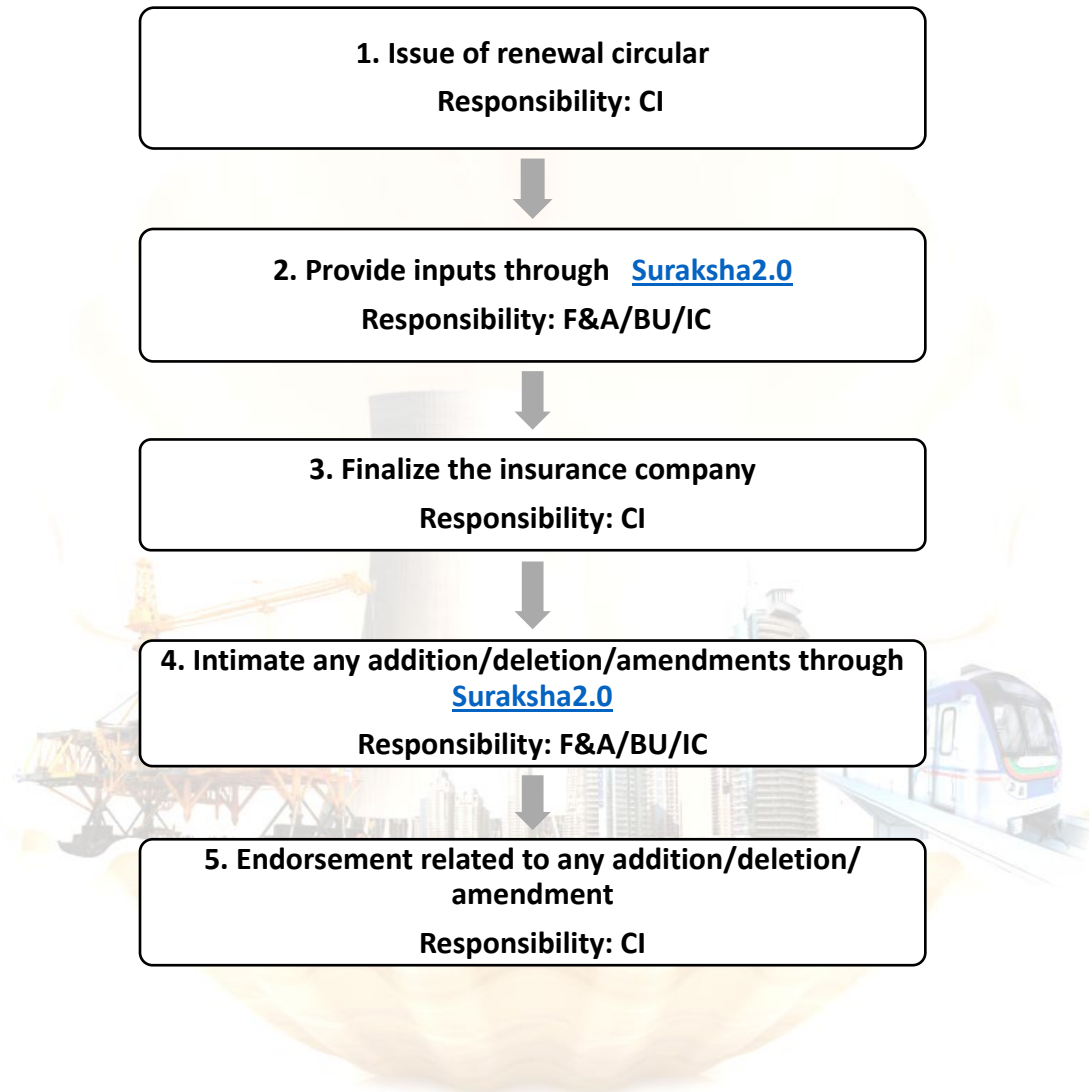 1. Issue of renewal circular
Responsibility: CI
2. Provide inputs through Suraksha2.0
Responsibility: F&A/BU/IC
3. Finalize the insurance company
Responsibility: CI
4. Intimate any addition/deletion/amendments through
Suraksha2.0
Responsibility: F&A/BU/IC
5. Endorsement related to any addition/deletion/
amendment
Responsibility: CI